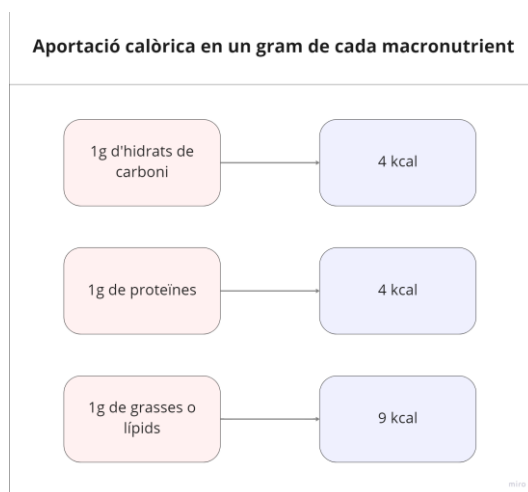 Aportació calòrica en un gram de cada macronutrient
1g d'hidrats de
carboni
4 kcal
1g de proteïnes
4 kcal
1g de grasses o
lípids
9 kcal
miro